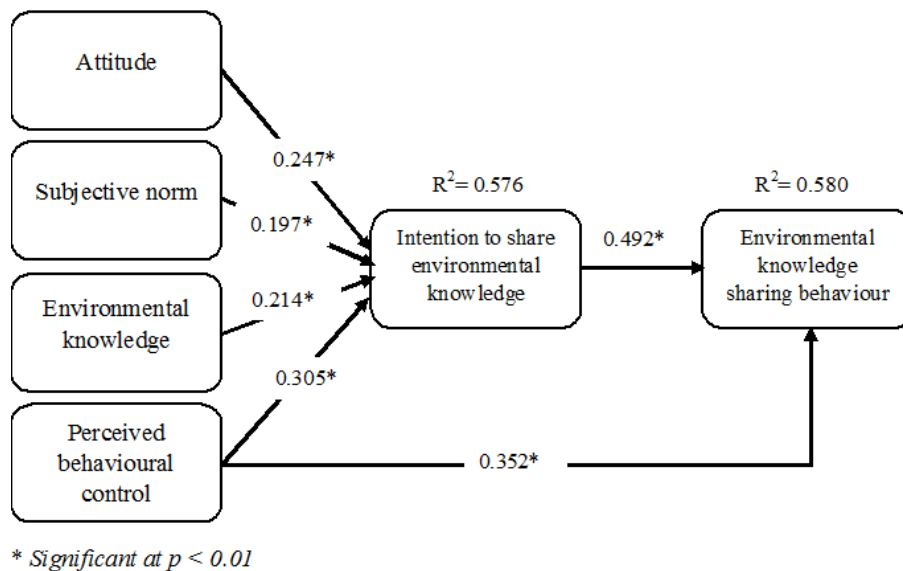 Attitude
0.247*
Subjective norm
0.197*
Environmental
knowledge
0.214*
Perceived
behavioural
control
0.305*
R²= 0.576
Intention to share
environmental
knowledge
0.492*
R²= 0.580
Environmental
knowledge
sharing behaviour
0.352*
* Significant at p < 0.01